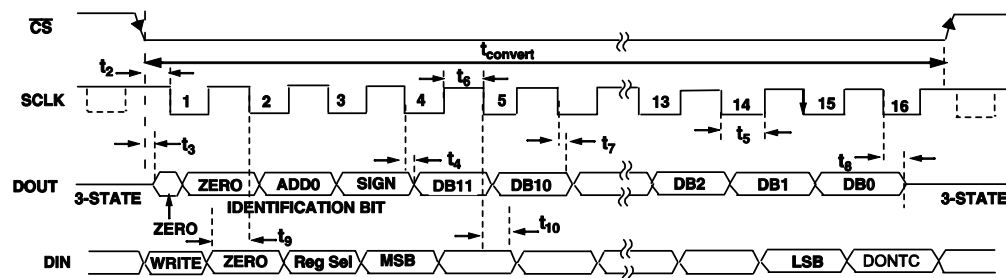 CS
tconvert
t2
t6
SCLK
1 2 3 4 5 13 14 15 16
t3
t4
t7
t5
t8
DOUT
3-STATE
ZERO ADD0 SIGN DB11 DB10 DB2 DB1 DB0
3-STATE
IDENTIFICATION BIT
ZERO
t9
t10
DIN
WRITE ZERO Reg Sel MSB LSB DONTC